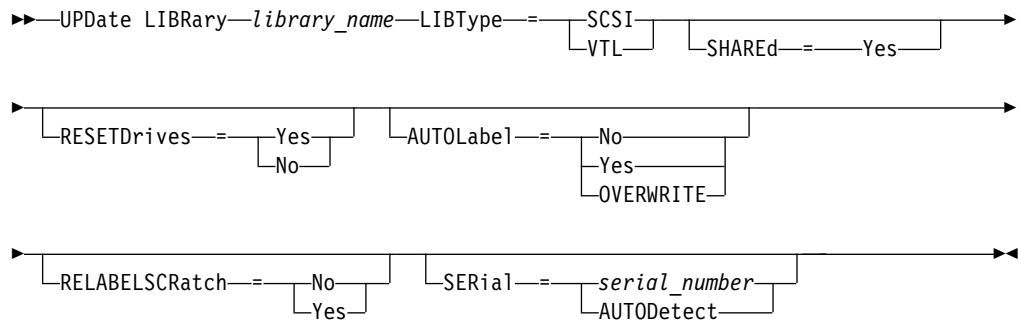 UPDate LIBRary library_name LIBType = SCSI
VTL
SHAREd = Yes
RESETDrives = Yes
No
AUTOLabel = No
Yes
OVERWRITE
RELABELSCRatch = No
Yes
SERial = serial_number
AUTODetect